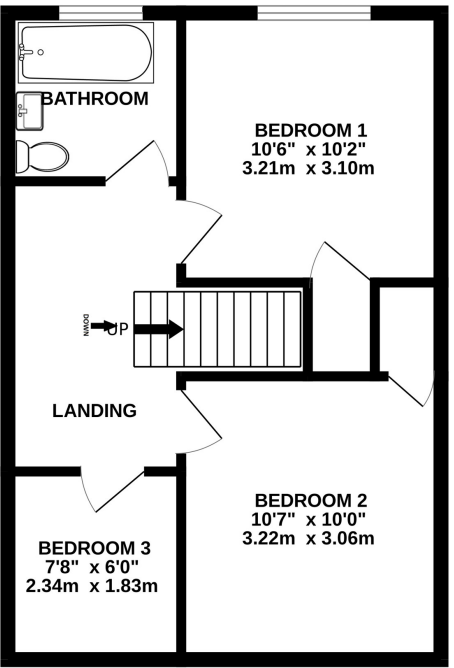 BATHROOM
BEDROOM 1
10'6" x 10'2"
3.21m x 3.10m
DOWN
UP
LANDING
BEDROOM 2
10'7" x 10'0"
3.22m x 3.06m
BEDROOM 3
7'8" x 6'0"
2.34m x 1.83m